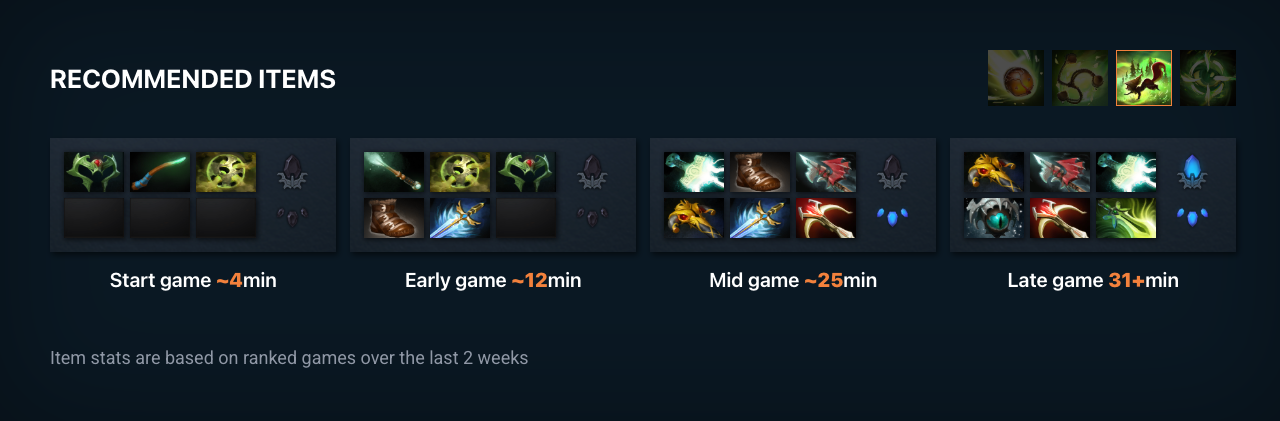 RECOMMENDED ITEMS
Start game ~4min
Early game ~12min
Mid game ~25min
Late game 31+min
Item stats are based on ranked games over the last 2 weeks